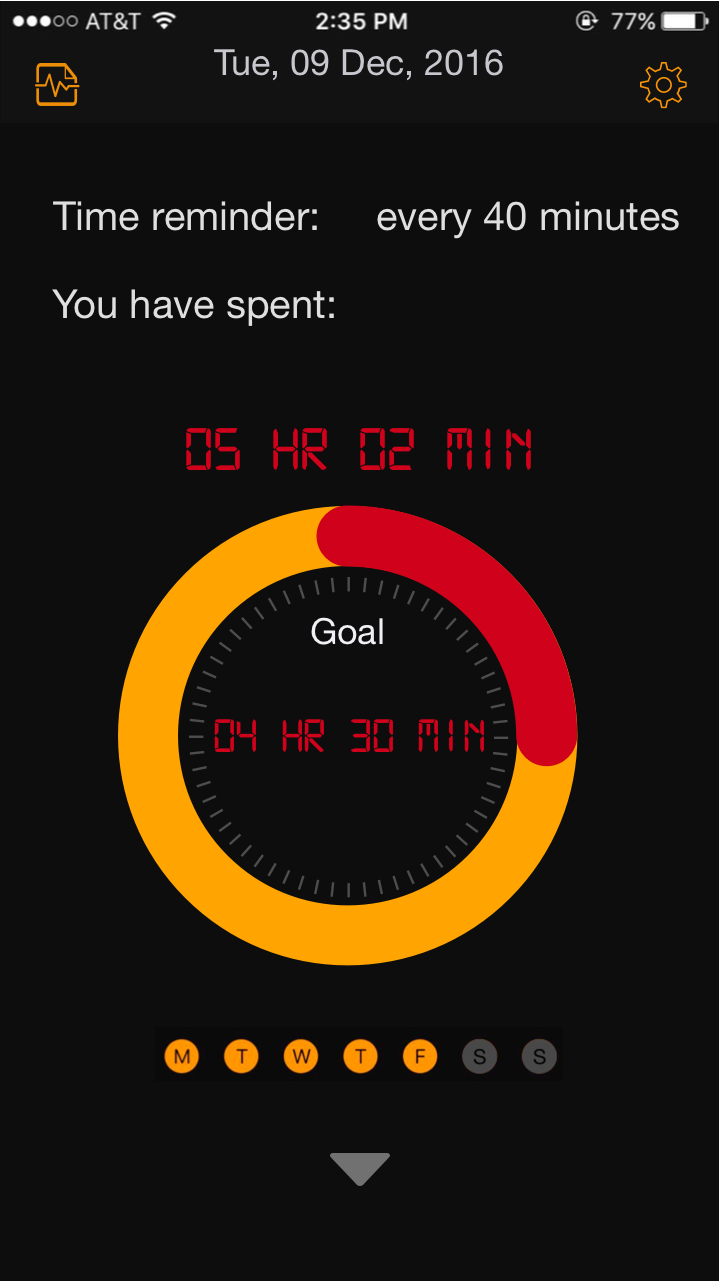 AT&T 2:35 PM 77%
Tue, 09 Dec, 2016
Time reminder: every 40 minutes
You have spent:
05 HR 02 MIN
Goal
04 HR 30 MIN
M T W T F S S